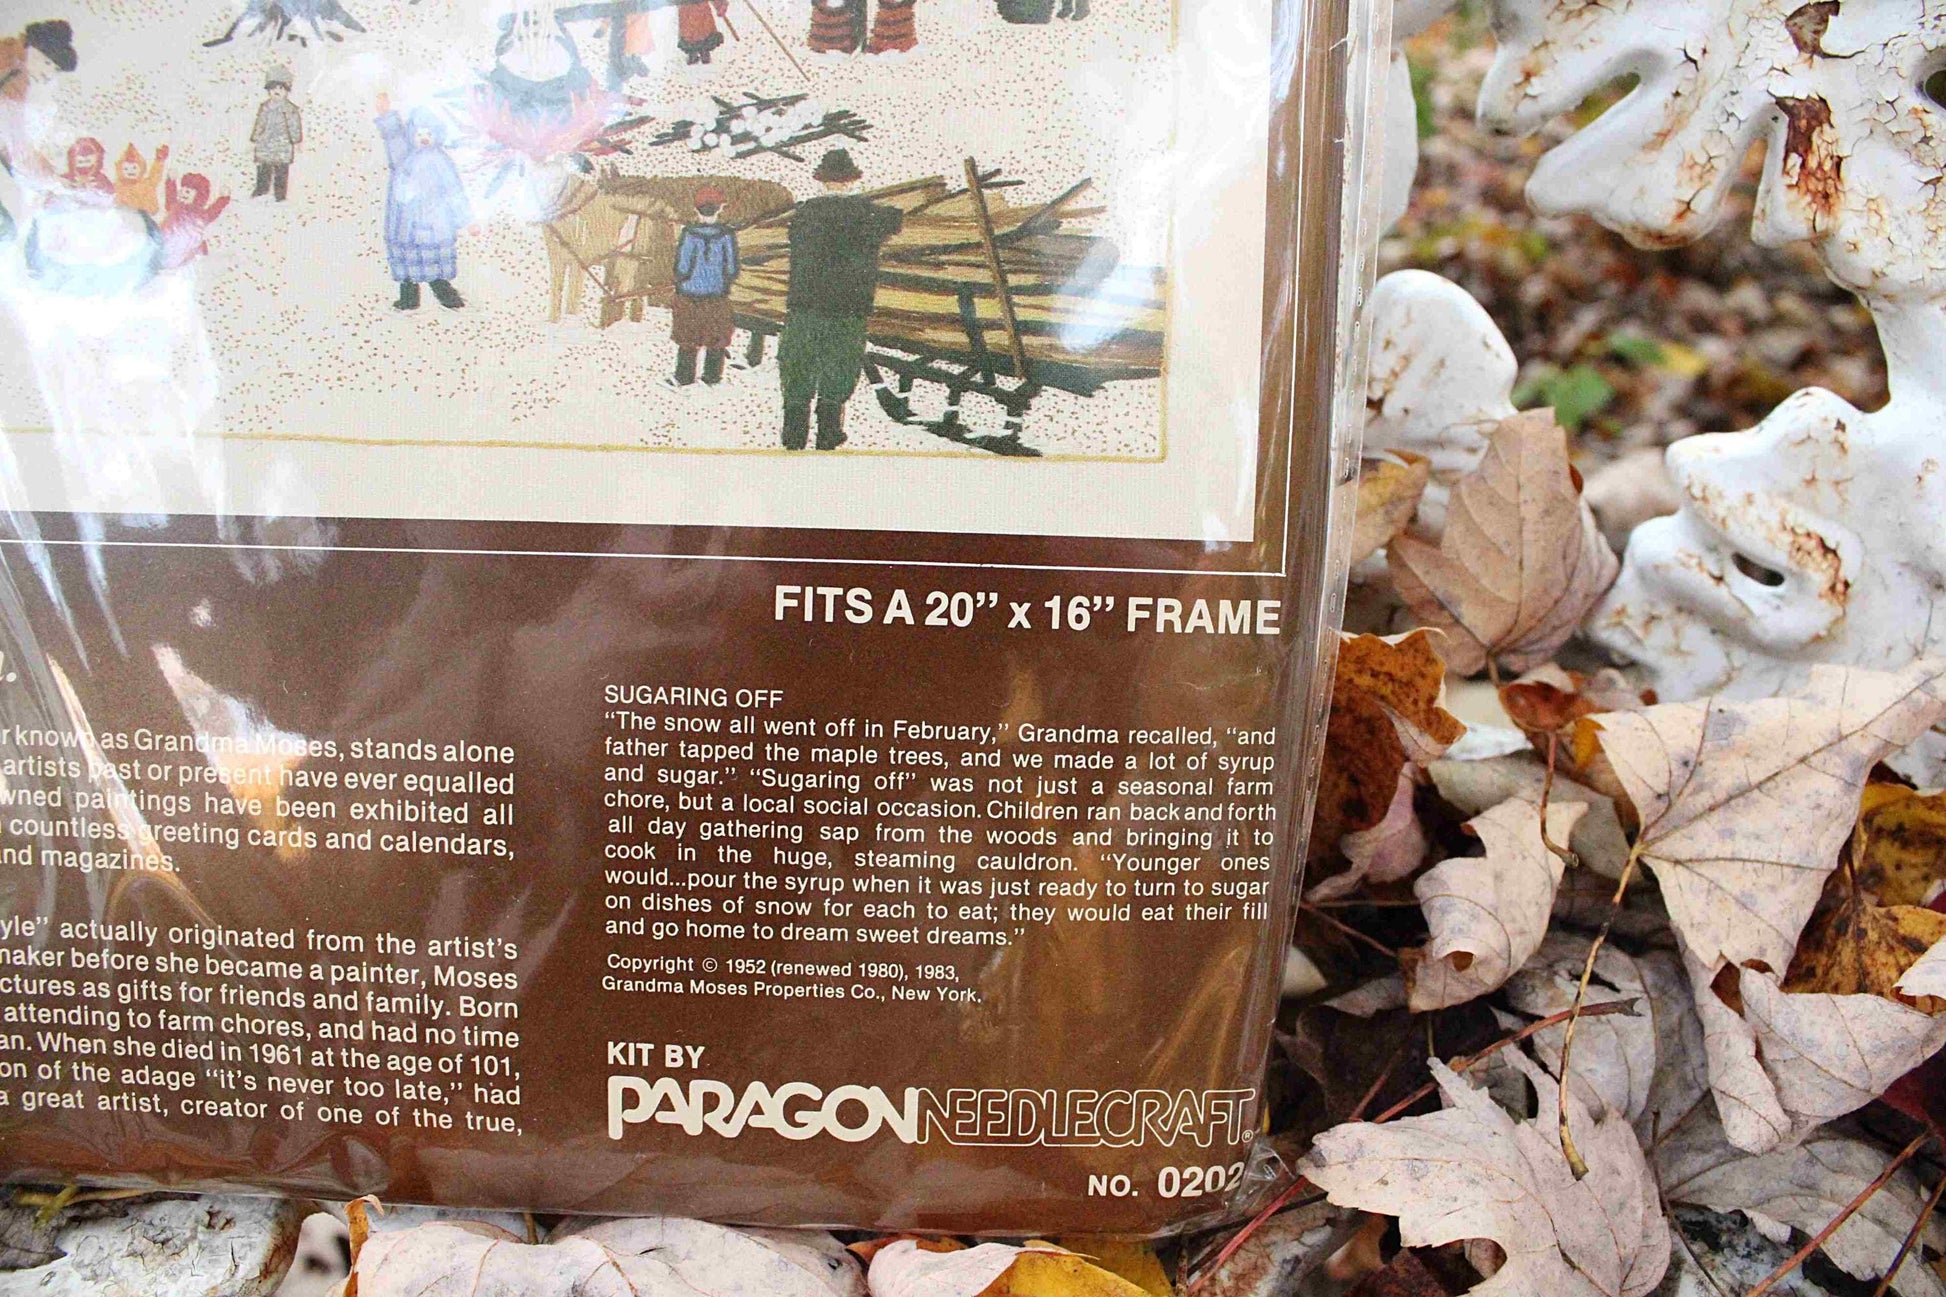 FITS A 20” x 16” FRAME
known as Grandma Moses, stands alone
artists past or present have ever equalled
paintings have been exhibited all
countless greeting cards and calendars,
and magazines.
actually originated from the artist’s
before she became a painter, Moses
as gifts for friends and family. Born
attending to farm chores, and had no time
When she died in 1961 at the age of 101,
of the adage “it’s never too late,” had
a great artist, creator of one of the true,
SUGARING OFF
“The snow all went off in February,” Grandma recalled, “and
father tapped the maple trees, and we made a lot of syrup
and sugar.” “Sugaring off” was not just a seasonal farm
chore, but a local social occasion. Children ran back and forth
all day gathering sap from the woods and bringing it to
cook in the huge, steaming cauldron. “Younger ones
would...pour the syrup when it was just ready to turn to sugar
on dishes of snow for each to eat; they would eat their fill
and go home to dream sweet dreams.”
Copyright © 1952 (renewed 1980), 1983,
Grandma Moses Properties Co., New York.
KIT BY
PARAGON NEEDLECRAFT®
NO. 0202